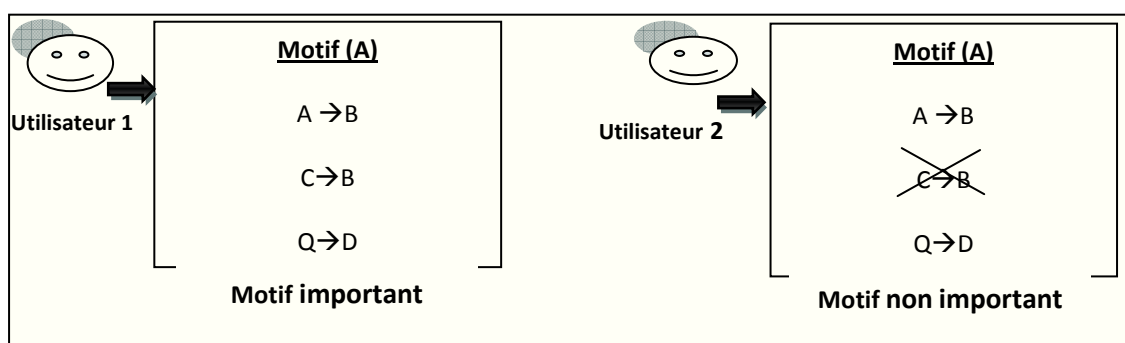 Motif (A)
A →B
Utilisateur 1
C→B
Q→D
Motif important
Motif (A)
A →B
Utilisateur 2
C→B
Q→D
Motif non important